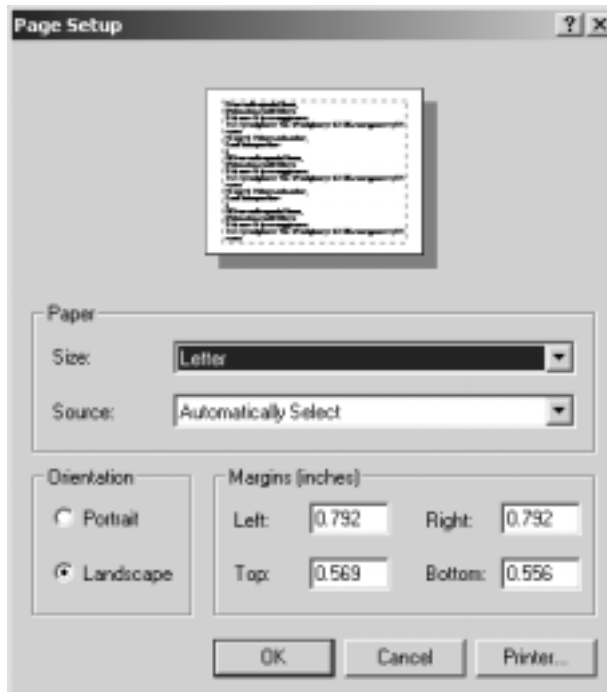 Page Setup
Paper
Size: Letter
Source: Automatically Select
Orientation
Portrait
Landscape
Margins (inches)
Left: 0.792 Right: 0.792
Top: 0.569 Bottom: 0.556
OK Cancel Printer...